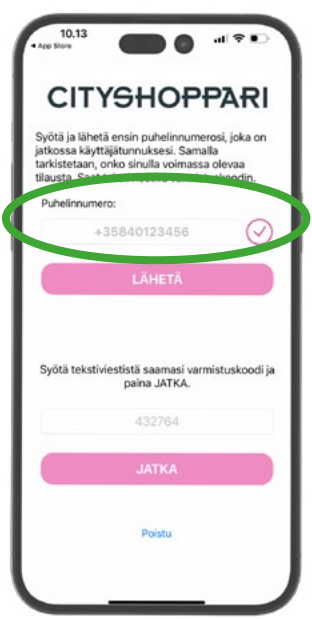 10.13
◂ App Store
CITYSHOPPARI
Syötä ja lähetä ensin puhelinnumerosi, joka on
jatkossa käyttäjätunnuksesi. Samalla
tarkistetaan, onko sinulla voimassa olevaa
tilausta.
Puhelinnumero:
+35840123456
LÄHETÄ
Syötä tekstiviestistä saamasi varmistuskoodi ja
paina JATKA.
432764
JATKA
Poistu